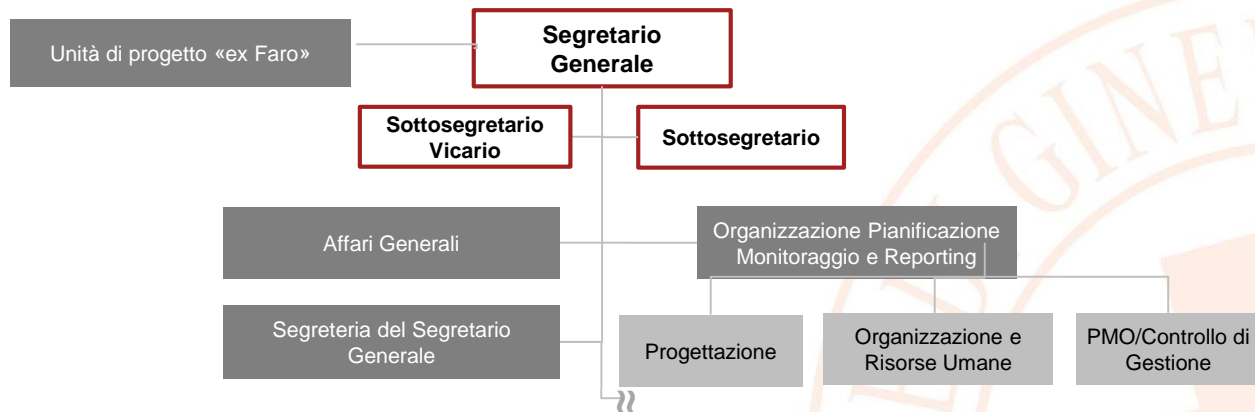 Unità di progetto «ex Faro»
Segretario
Generale
Sottosegretario
Vicario
Sottosegretario
Affari Generali
Organizzazione Pianificazione
Monitoraggio e Reporting
Segreteria del Segretario
Generale
Progettazione
Organizzazione e
Risorse Umane
PMO/Controllo di
Gestione